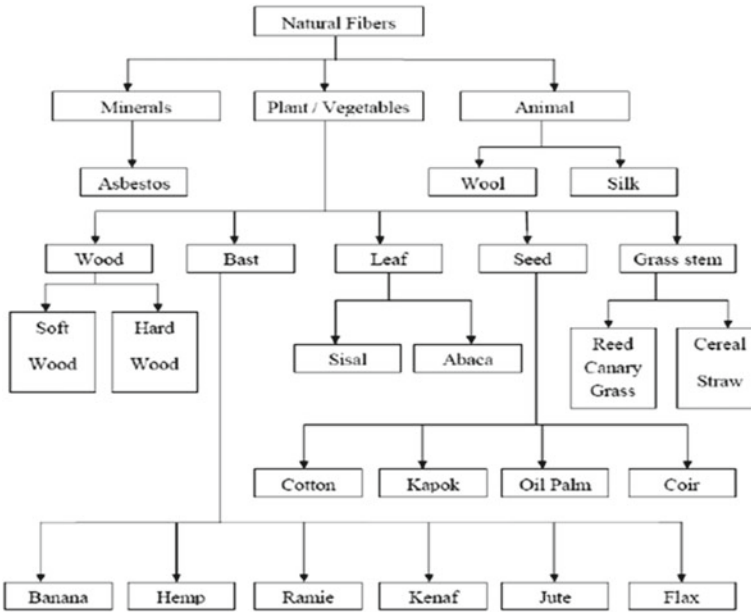 Natural Fibers
Minerals
Plant / Vegetables
Animal
Asbestos
Wool
Silk
Wood
Bast
Leaf
Seed
Grass stem
Soft
Wood
Hard
Wood
Sisal
Abaca
Reed
Canary
Grass
Cereal
Straw
Cotton
Kapok
Oil Palm
Coir
Banana
Hemp
Ramie
Kenaf
Jute
Flax